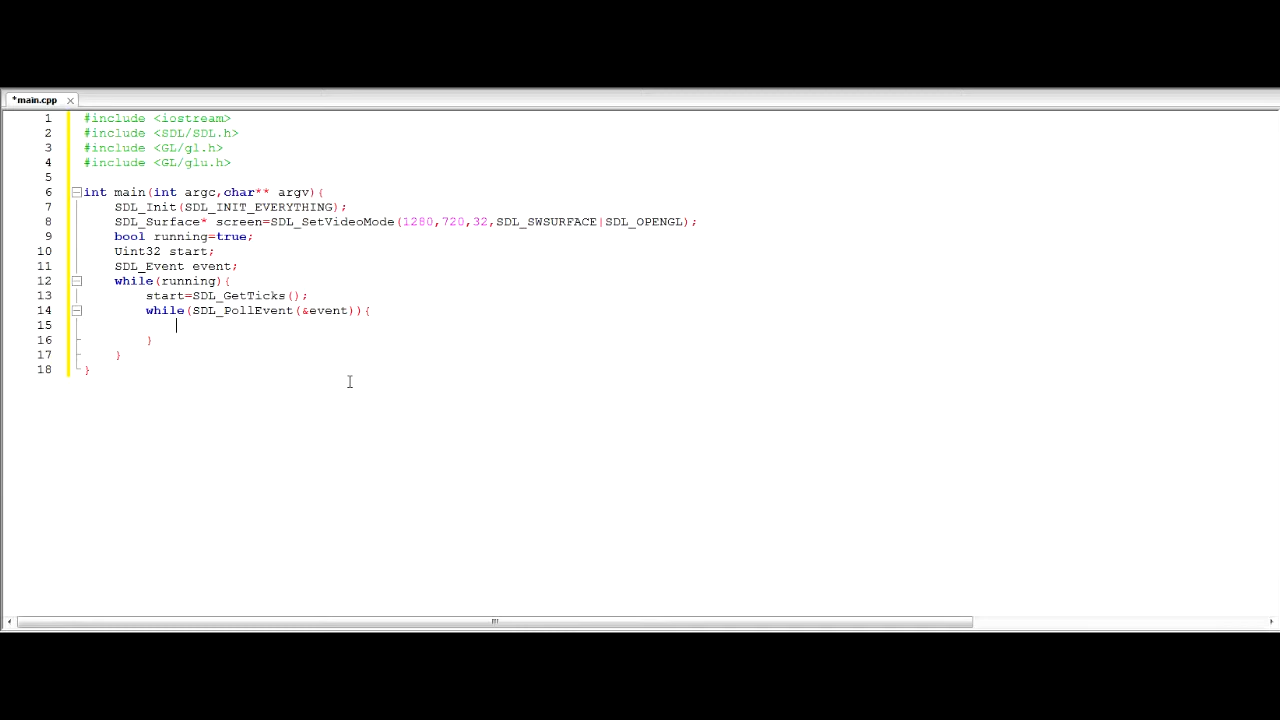 *main.cpp
1 #include <iostream>
2 #include <SDL/SDL.h>
3 #include <GL/gl.h>
4 #include <GL/glu.h>
5
6 int main(int argc,char** argv){
7     SDL_Init(SDL_INIT_EVERYTHING);
8     SDL_Surface* screen=SDL_SetVideoMode(1280,720,32,SDL_SWSURFACE|SDL_OPENGL);
9     bool running=true;
10     Uint32 start;
11     SDL_Event event;
12     while(running){
13         start=SDL_GetTicks();
14         while(SDL_PollEvent(&event)){
15
16         }
17     }
18 }